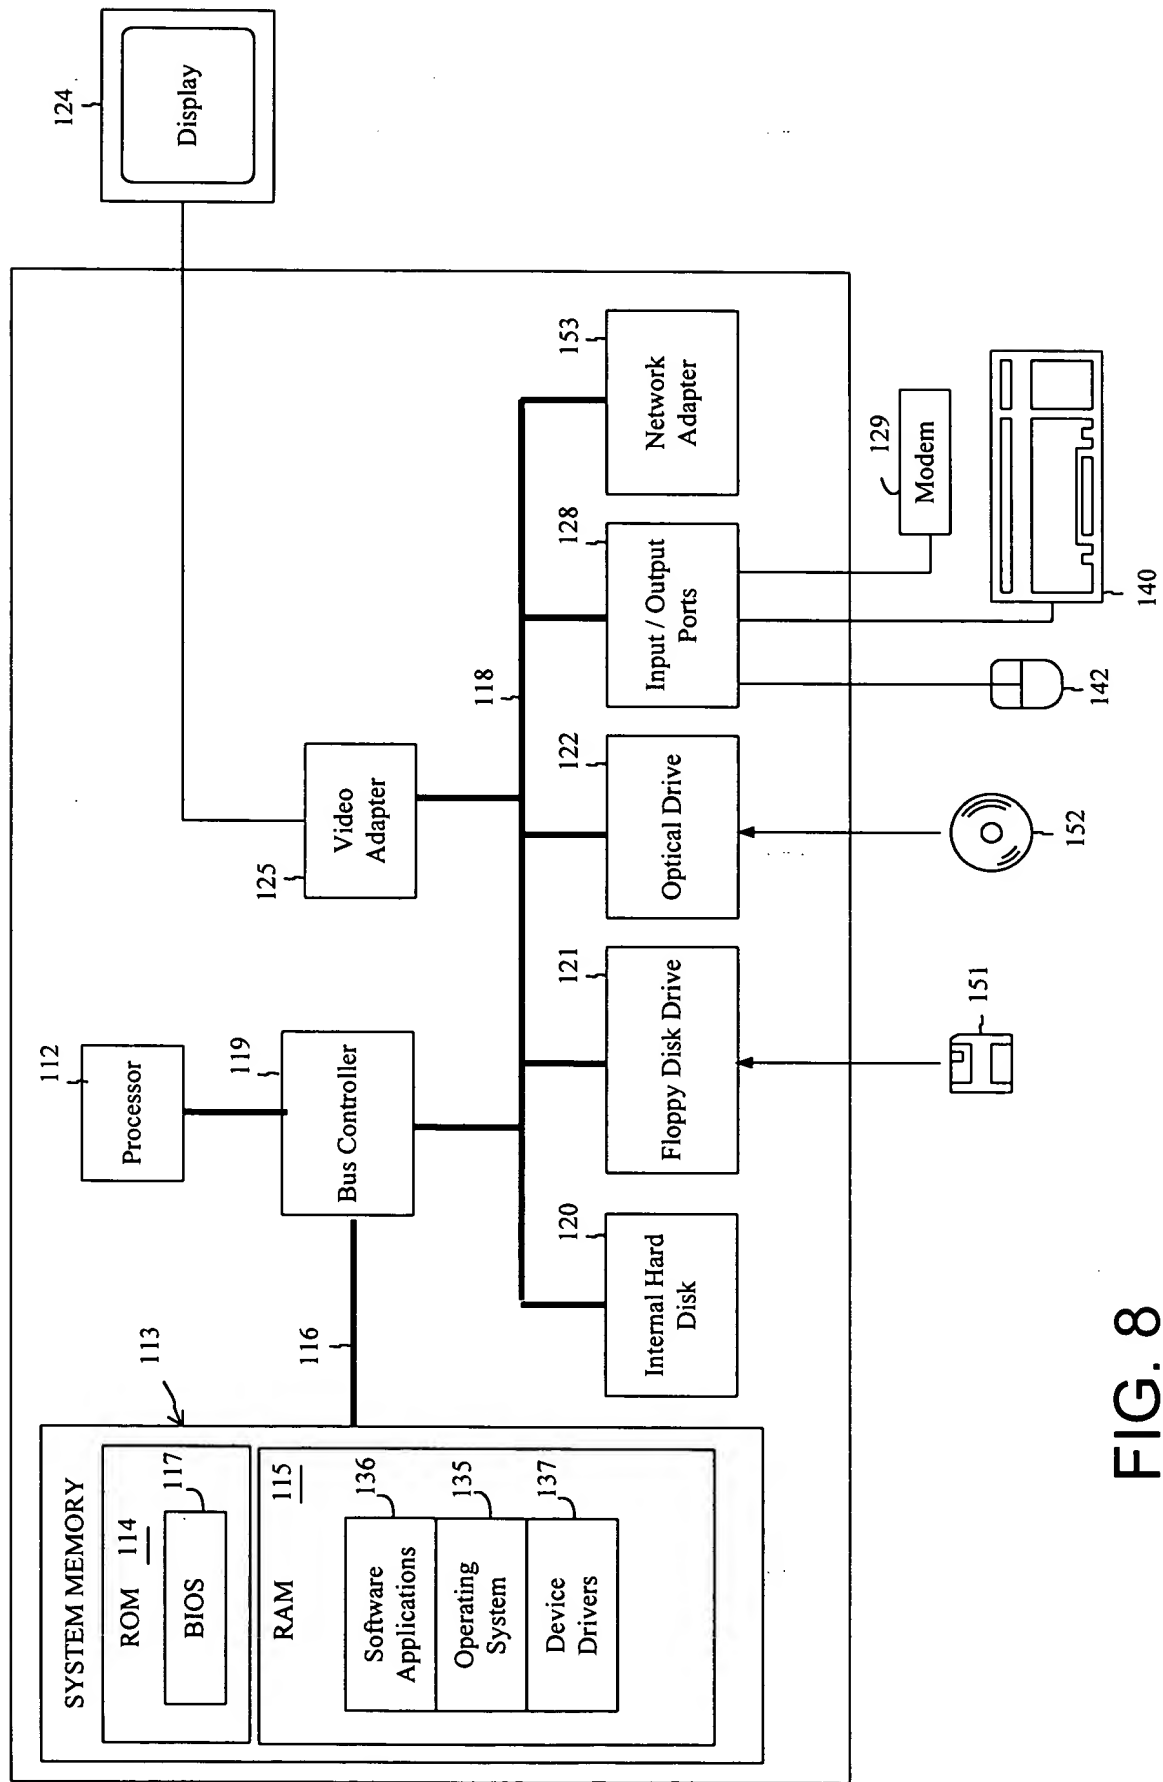 SYSTEM MEMORY
113
ROM 114
BIOS
117
RAM
115
Software
Applications
136
Operating
System
135
Device
Drivers
137
116
112
Processor
119
Bus Controller
125
Video
Adapter
124
Display
118
120
Internal Hard
Disk
121
Floppy Disk Drive
122
Optical Drive
128
Input / Output
Ports
153
Network
Adapter
151
152
142
140
129
Modem
FIG. 8